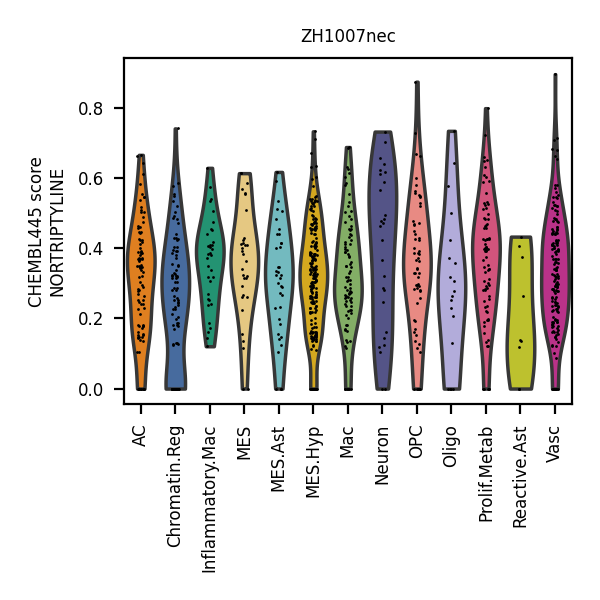 ZH1007nec
CHEMBL445 score
NORTRIPTYLINE
0.8
0.6
0.4
0.2
0.0
AC
Chromatin.Reg
Inflammatory.Mac
MES
MES.Ast
MES.Hyp
Mac
Neuron
OPC
Oligo
Prolif.Metab
Reactive.Ast
Vasc